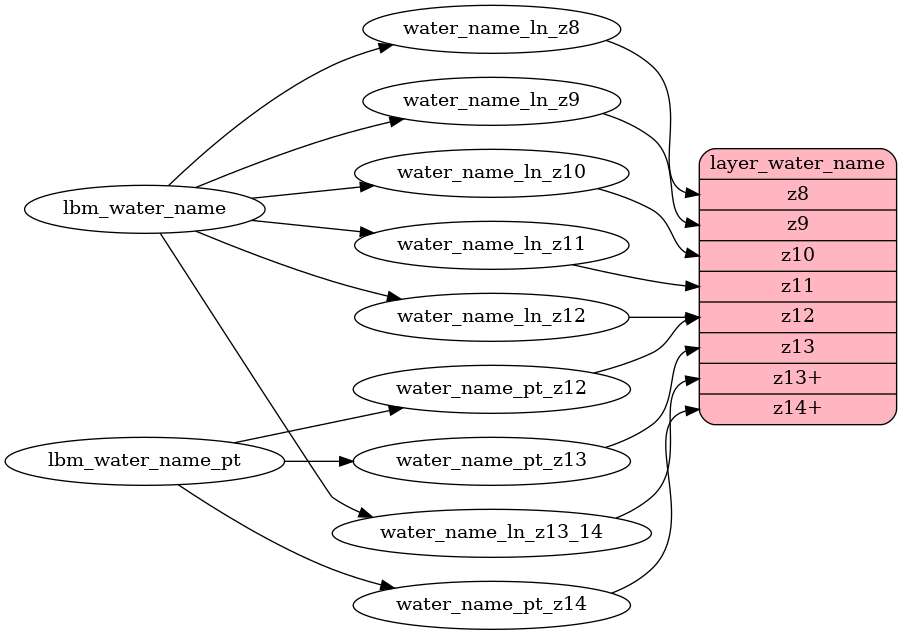 water_name_ln_z8
water_name_ln_z9
water_name_ln_z10
lbm_water_name
water_name_ln_z11
water_name_ln_z12
water_name_pt_z12
lbm_water_name_pt
water_name_pt_z13
water_name_ln_z13_14
water_name_pt_z14
layer_water_name
z8
z9
z10
z11
z12
z13
z13+
z14+